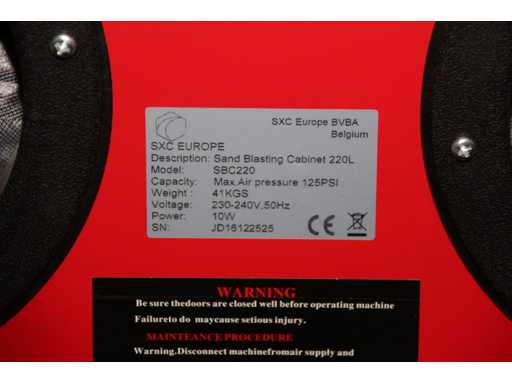 SXC Europe BVBA
Belgium
SXC EUROPE
Description: Sand Blasting Cabinet 220L
Model: SBC220
Capacity: Max.Air pressure 125PSI
Weight : 41KGS
Voltage: 230-240V,50Hz
Power: 10W
SN: JD16122525
CE
WARNING
Be sure thedoors are closed well before operating machine
Failureto do maycause setious injury.
MAINTEANCE PROCEDURE
Warning.Disconnect machinefromair supply and